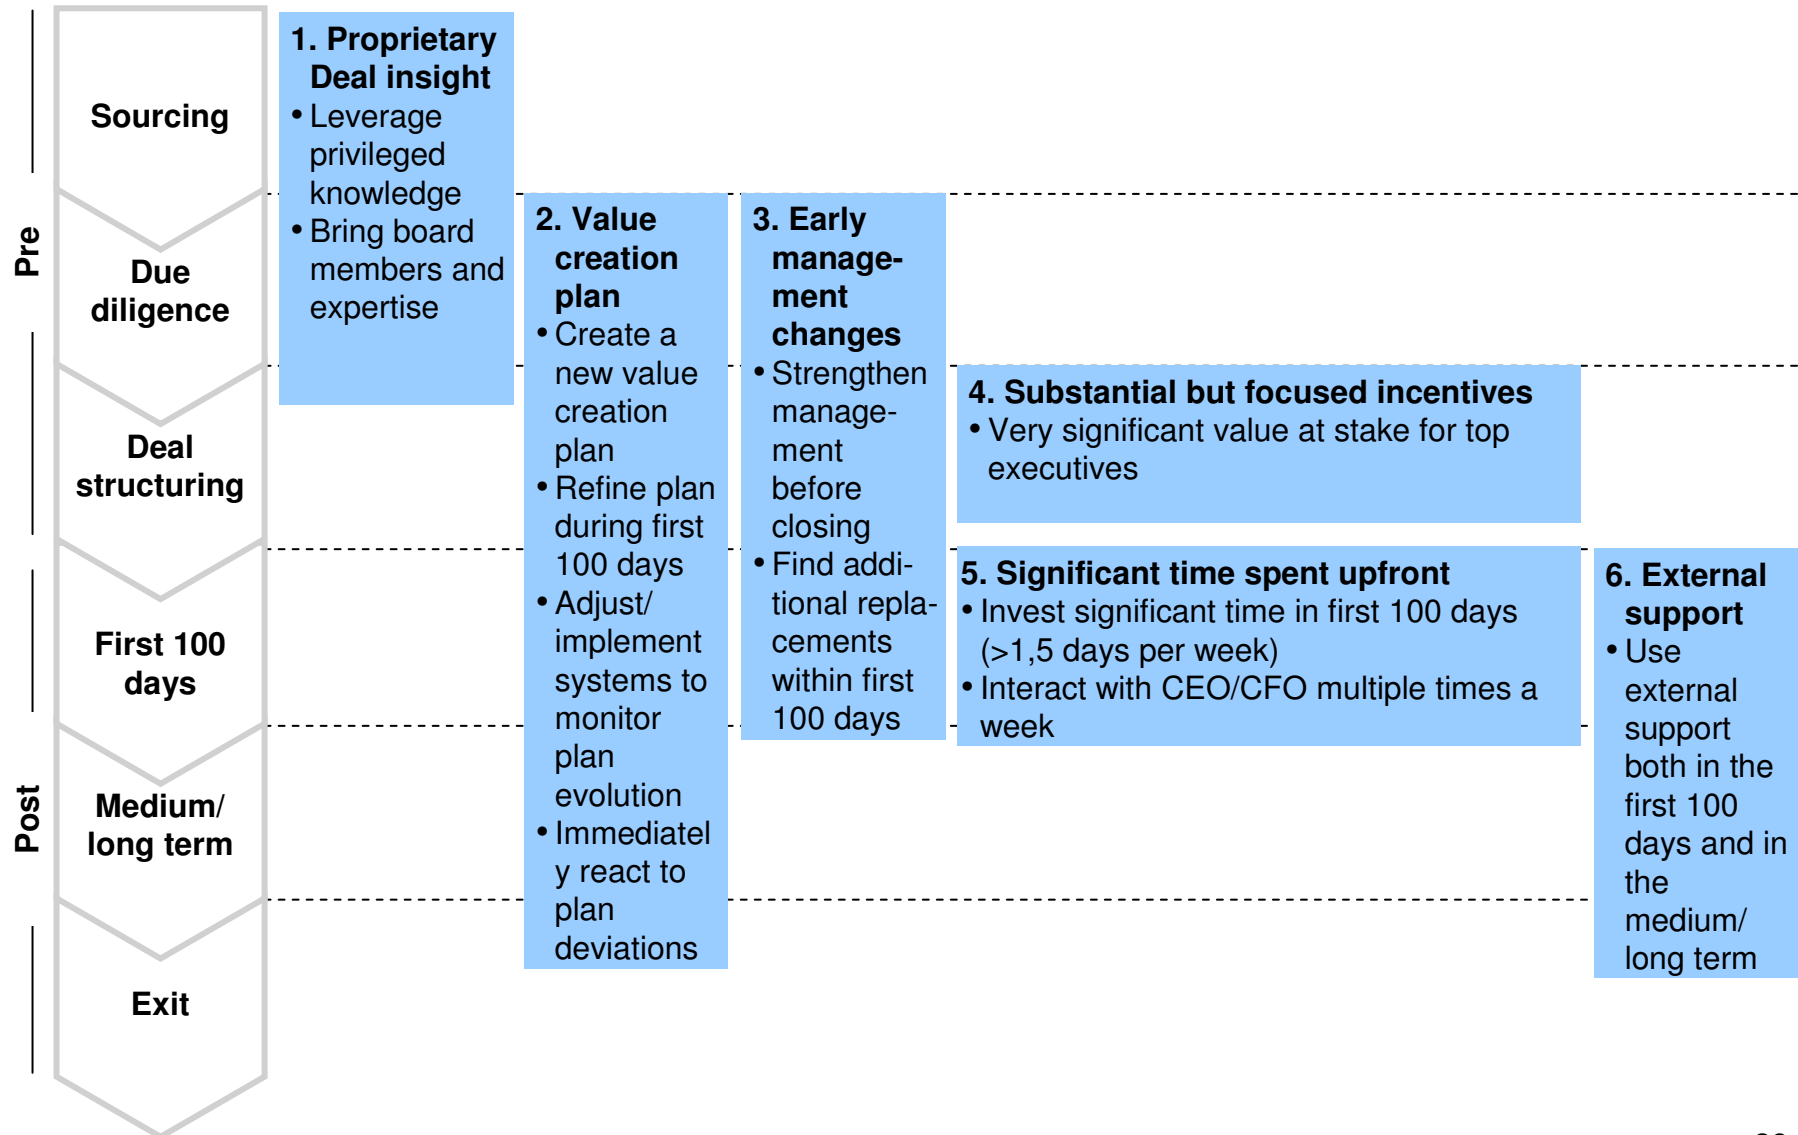 Pre
Post
Sourcing
Due
diligence
Deal
structuring
First 100
days
Medium/
long term
Exit
1. Proprietary
Deal insight
• Leverage
privileged
knowledge
• Bring board
members and
expertise
2. Value
creation
plan
• Create a
new value
creation
plan
• Refine plan
during first
100 days
• Adjust/
implement
systems to
monitor
plan
evolution
• Immediatel
y react to
plan
deviations
3. Early
manage-
ment
changes
• Strengthen
manage-
ment
before
closing
• Find addi-
tional repla-
cements
within first
100 days
4. Substantial but focused incentives
• Very significant value at stake for top
executives
5. Significant time spent upfront
• Invest significant time in first 100 days
(>1,5 days per week)
• Interact with CEO/CFO multiple times a
week
6. External
support
• Use
external
support
both in the
first 100
days and in
the
medium/
long term